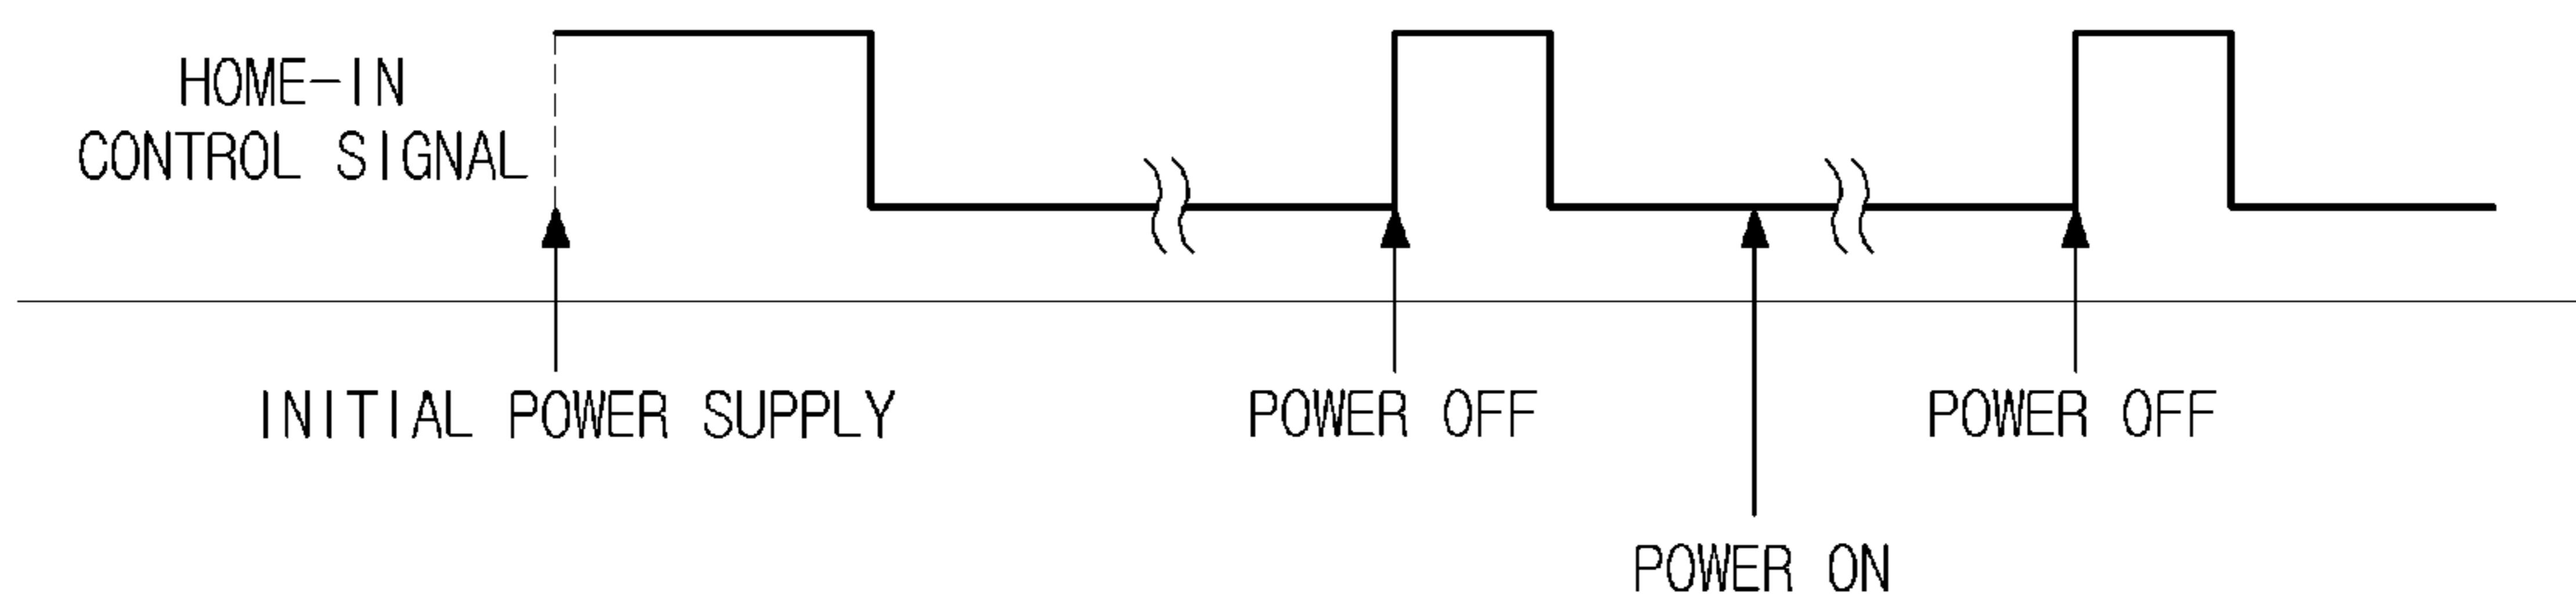 HOME-IN
CONTROL SIGNAL
INITIAL POWER SUPPLY
POWER OFF
POWER OFF
POWER ON